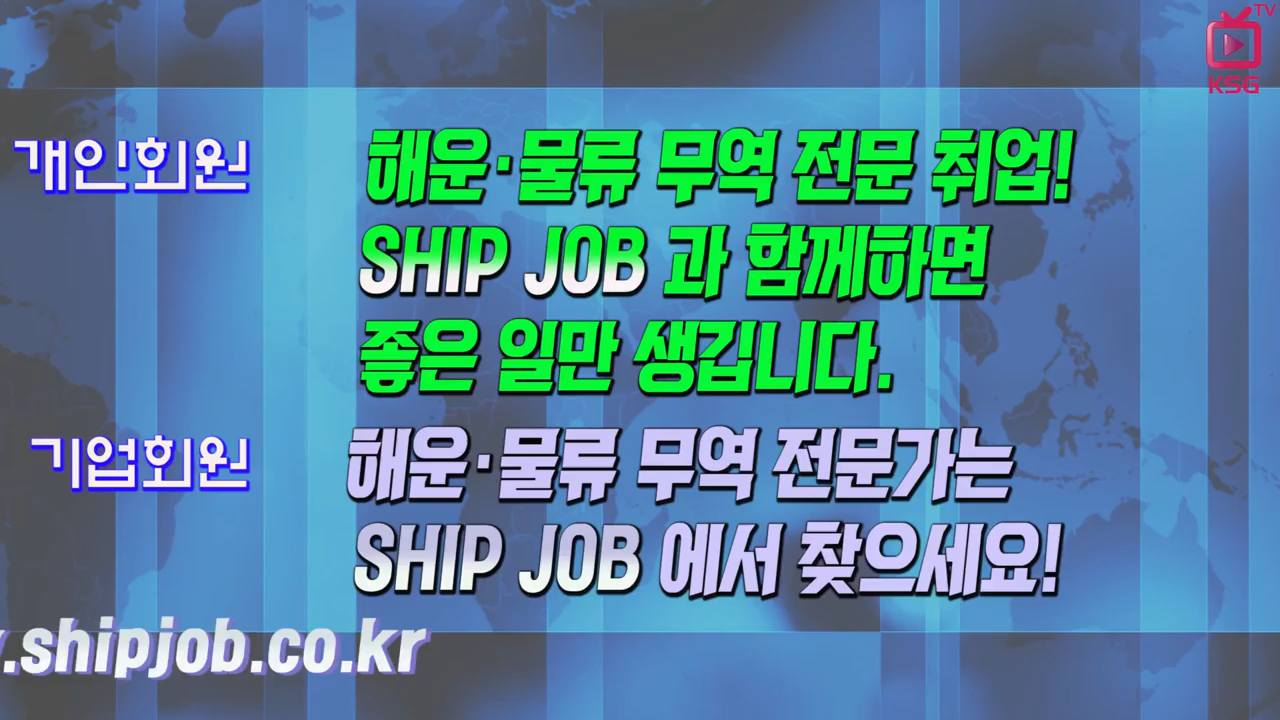 TV
KSG
개인회원
해운·물류 무역 전문 취업!
SHIP JOB 과 함께하면
좋은 일만 생깁니다.
기업회원
해운·물류 무역 전문가는
SHIP JOB 에서 찾으세요!
.shipjob.co.kr